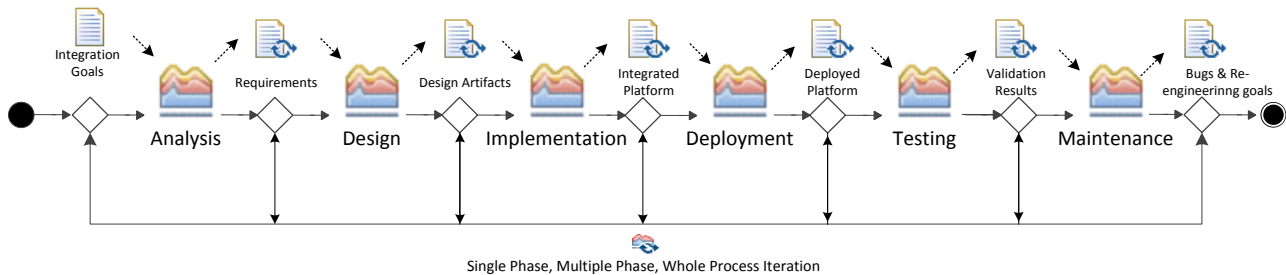 Integration
Goals
Requirements
Design Artifacts
Integrated
Platform
Deployed
Platform
Validation
Results
Bugs & Re-
engineerinng goals
Analysis
Design
Implementation
Deployment
Testing
Maintenance
Single Phase, Multiple Phase, Whole Process Iteration